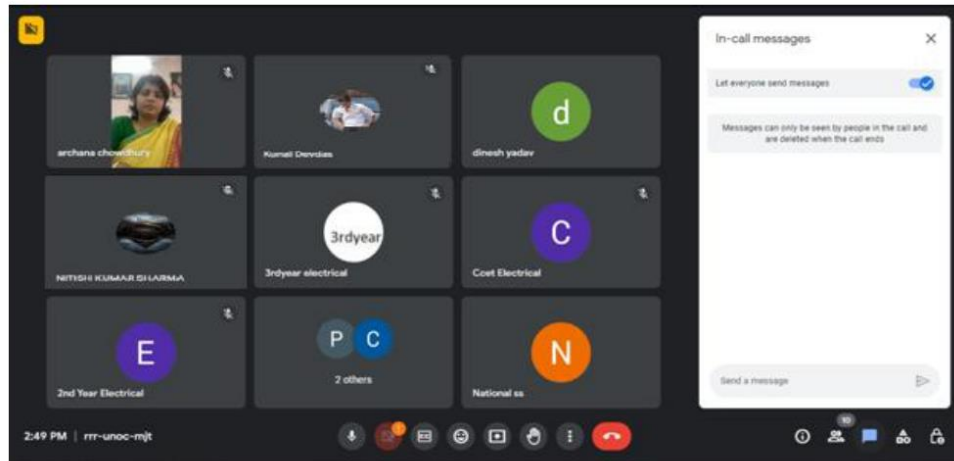 In-call messages
Let everyone send messages
Messages can only be seen by people in the call and
are deleted when the call ends
archana chowdhury
Kumail Devdas
d
dinesh yadav
NITISH KUMAR SHARMA
3rdyear
3rdyear electrical
C
Ccet Electrical
E
2nd Year Electrical
P C
2 others
N
National ss
Send a message
2:49 PM | rrr-unoc-mjt
10